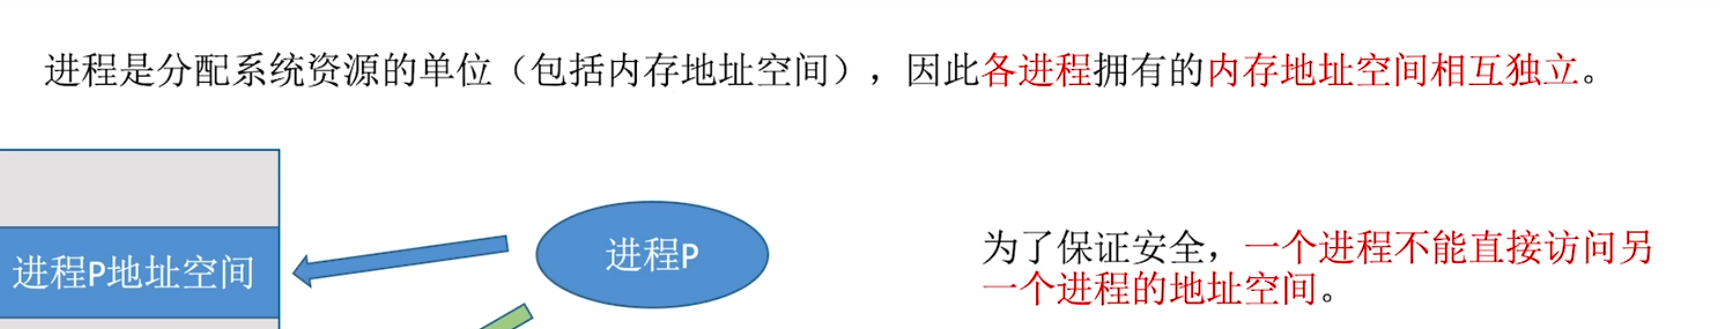 进程是分配系统资源的单位（包括内存地址空间），因此各进程拥有的内存地址空间相互独立。
进程P地址空间
进程P
为了保证安全，一个进程不能直接访问另
一个进程的地址空间。